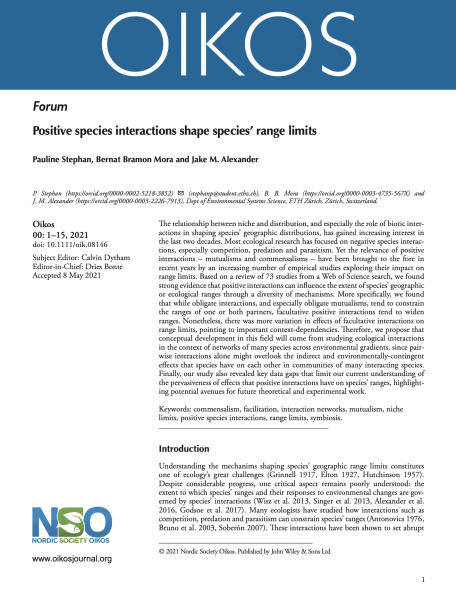 OIKOS
Forum
Positive species interactions shape species' range limits
Pauline Stephan, Bernat Bramon Mora and Jake M. Alexander
P. Stephan (https://orcid.org/0000-0002-5218-3852) ✉ (stephanp@student.ethz.ch), B. B. Mora (https://orcid.org/0000-0003-4735-567X) and
J. M. Alexander (https://orcid.org/0000-0003-2226-7913), Dept of Environmental Systems Science, ETH Zürich, Zürich, Switzerland.
Oikos
00: 1–15, 2021
doi: 10.1111/oik.08146
Subject Editor: Calvin Dytham
Editor-in-Chief: Dries Bonte
Accepted 8 May 2021
The relationship between niche and distribution, and especially the role of biotic inter-
actions in shaping species' geographic distributions, has gained increasing interest in
the last two decades. Most ecological research has focused on negative species interac-
tions, especially competition, predation and parasitism. Yet the relevance of positive
interactions – mutualisms and commensalisms – have been brought to the fore in
recent years by an increasing number of empirical studies exploring their impact on
range limits. Based on a review of 73 studies from a Web of Science search, we found
strong evidence that positive interactions can influence the extent of species' geographic
or ecological ranges through a diversity of mechanisms. More specifically, we found
that while obligate interactions, and especially obligate mutualisms, tend to constrain
the ranges of one or both partners, facultative positive interactions tend to widen
ranges. Nonetheless, there was more variation in effects of facultative interactions on
range limits, pointing to important context-dependencies. Therefore, we propose that
conceptual development in this field will come from studying ecological interactions
in the context of networks of many species across environmental gradients, since pair-
wise interactions alone might overlook the indirect and environmentally-contingent
effects that species have on each other in communities of many interacting species.
Finally, our study also revealed key data gaps that limit our current understanding of
the pervasiveness of effects that positive interactions have on species' ranges, highlight-
ing potential avenues for future theoretical and experimental work.
Keywords: commensalism, facilitation, interaction networks, mutualism, niche
limits, positive species interactions, range limits, symbiosis.
Introduction
Understanding the mechanims shaping species' geographic range limits constitutes
one of ecology's great challenges (Grinnell 1917, Elton 1927, Hutchinson 1957).
Despite considerable progress, one critical aspect remains poorly understood: the
extent to which species' ranges and their responses to environmental changes are gov-
erned by species' interactions (Wisz et al. 2013, Singer et al. 2013, Alexander et al.
2016, Godsoe et al. 2017). Many ecologists have studied how interactions such as
competition, predation and parasitism can constrain species' ranges (Antonovics 1976,
Bruno et al. 2003, Soberón 2007). These interactions have been shown to set abrupt
NSO
NORDIC SOCIETY OIKOS
www.oikosjournal.org
© 2021 Nordic Society Oikos. Published by John Wiley & Sons Ltd
1